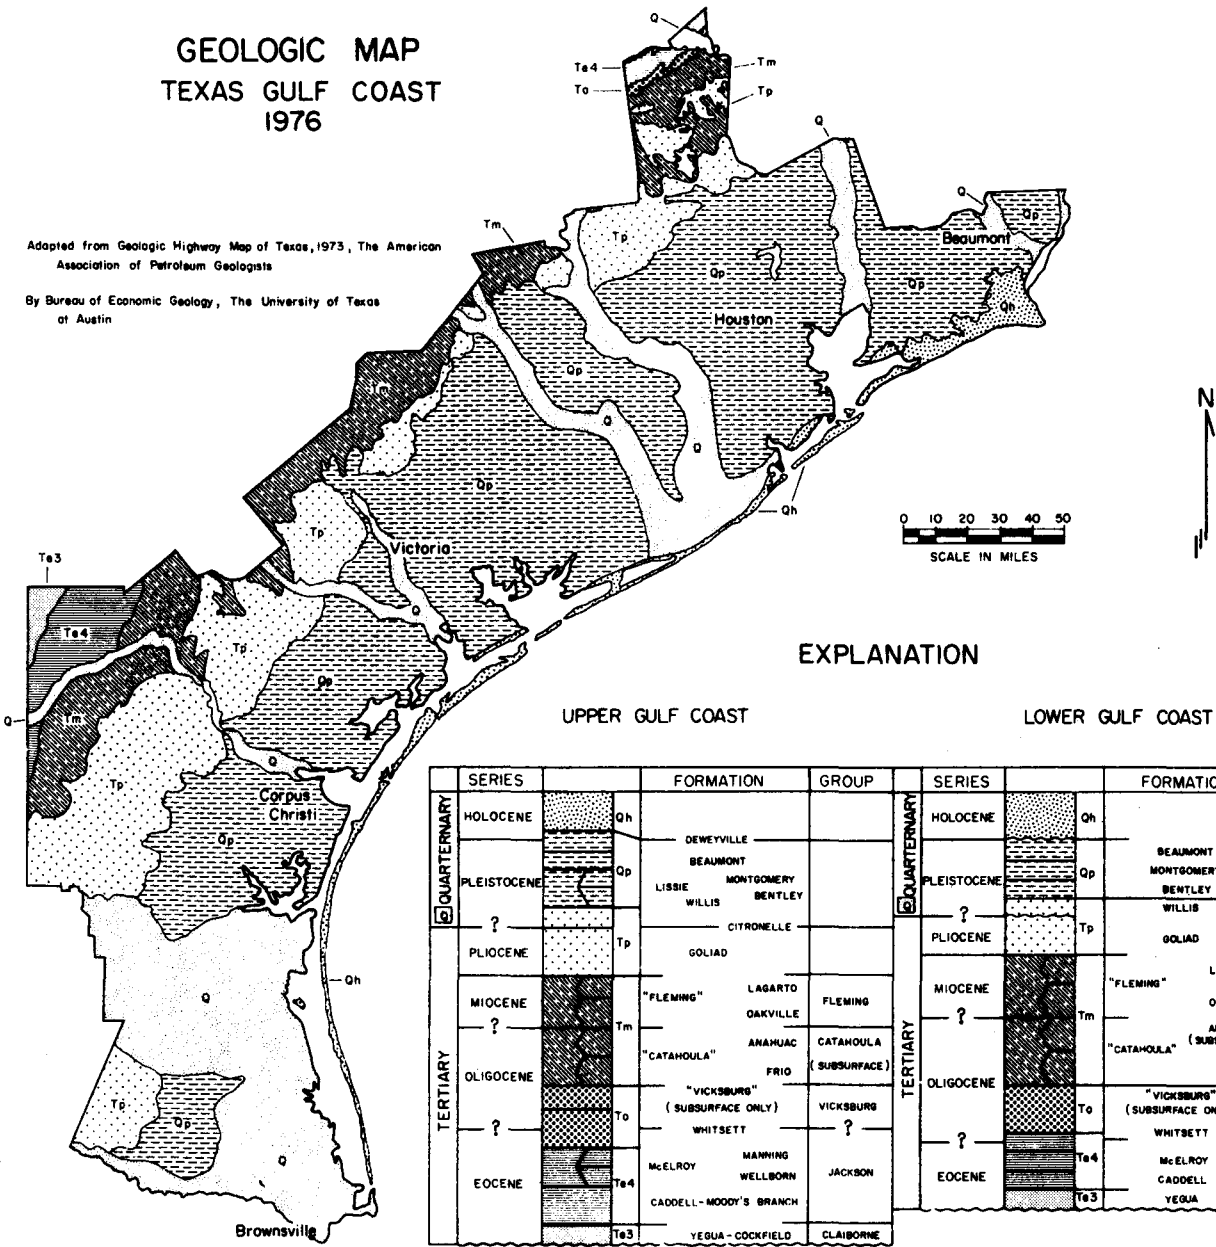 GEOLOGIC MAP
TEXAS GULF COAST
1976
Adapted from Geologic Highway Map of Texas, 1973, The American
Association of Petroleum Geologists
By Bureau of Economic Geology, The University of Texas
at Austin
Q
Te4
To
Tm
Tp
Q
Q
Qp
Beaumont
Tm
Tp
Qp
Qp
Qh
Houston
Qp
Tm
Q
Q
Qp
Qh
Tp
Victoria
N
0 10 20 30 40 50
SCALE IN MILES
Te3
Te4
Q
Tp
Qp
Q
Tm
Q
Tp
Corpus
Christi
Qp
Qh
Q
Tp
Qp
Q
Brownsville
EXPLANATION
UPPER GULF COAST
SERIES FORMATION GROUP
Q QUARTERNARY
HOLOCENE Qh
DEWEYVILLE
PLEISTOCENE Qp
BEAUMONT
MONTGOMERY
LISSIE BENTLEY
WILLIS
?
CITRONELLE
PLIOCENE Tp GOLIAD
TERTIARY
MIOCENE "FLEMING" LAGARTO FLEMING
OAKVILLE
? Tm
"CATAHOULA" ANAHUAC CATAHOULA
OLIGOCENE FRIO (SUBSURFACE)
"VICKSBURG"
(SUBSURFACE ONLY) VICKSBURG
To
? WHITSETT ?
MANNING
McELROY WELLBORN JACKSON
EOCENE Te4
CADDELL-MOODY'S BRANCH
Te3 YEGUA-COCKFIELD CLAIBORNE
LOWER GULF COAST
SERIES FORMATIO
Q QUARTERNARY
HOLOCENE Qh
BEAUMONT
PLEISTOCENE Qp MONTGOMERY
BENTLEY
? WILLIS
PLIOCENE Tp GOLIAD
TERTIARY
L
MIOCENE "FLEMING"
O
? Tm
A
"CATAHOULA" (SUBS
OLIGOCENE
"VICKSBURG"
To (SUBSURFACE ON
? WHITSETT
Te4 McELROY
EOCENE CADDELL
Te3 YEGUA